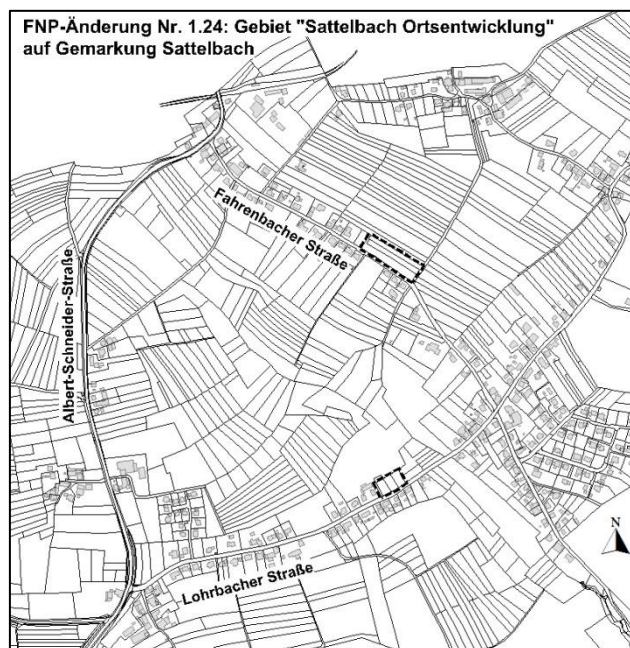 FNP-Änderung Nr. 1.24: Gebiet "Sattelbach Ortsentwicklung"
auf Gemarkung Sattelbach
Fahrenbacher Straße
Albert-Schneider-Straße
N
Lohrbacher Straße